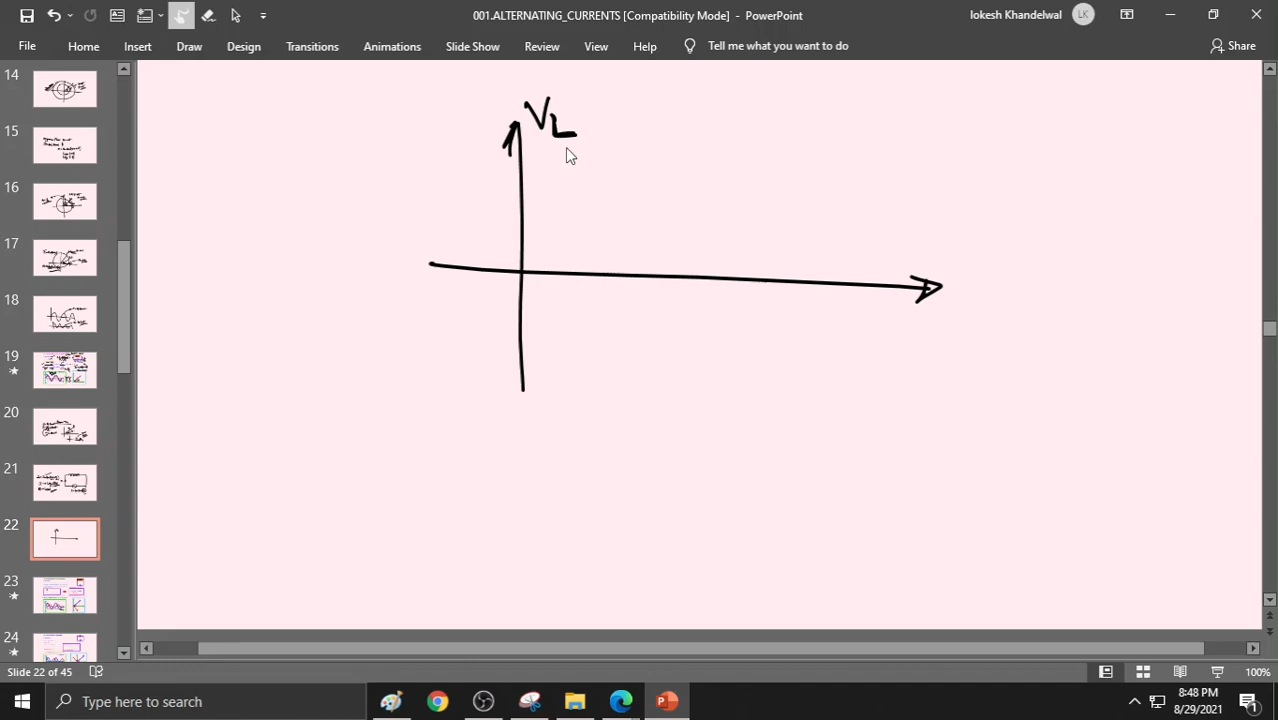 001.ALTERNATING_CURRENTS [Compatibility Mode] - PowerPoint
lokesh Khandelwal LK
File Home Insert Draw Design Transitions Animations Slide Show Review View Help Tell me what you want to do Share
14
15
16
17
18
19
20
21
22
23
24
VL
Slide 22 of 45
100%
Type here to search
8:48 PM
8/29/2021
1